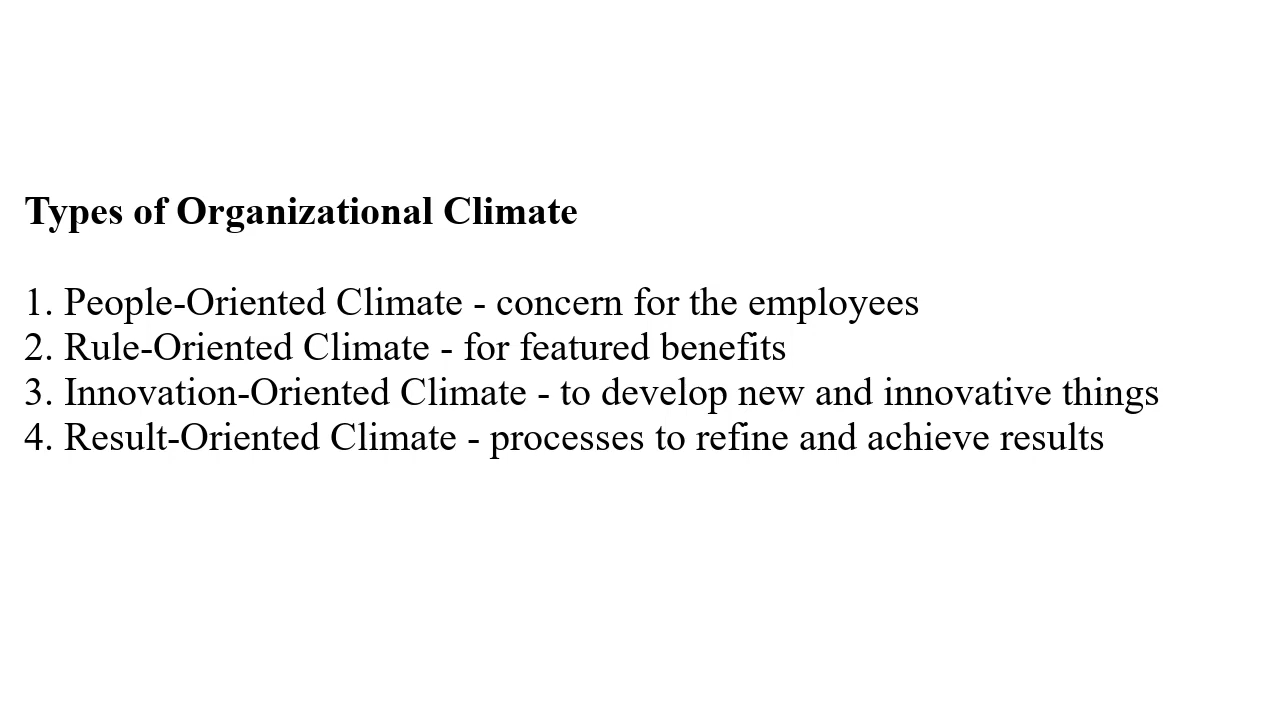 Types of Organizational Climate
1. People-Oriented Climate - concern for the employees
2. Rule-Oriented Climate - for featured benefits
3. Innovation-Oriented Climate - to develop new and innovative things
4. Result-Oriented Climate - processes to refine and achieve results